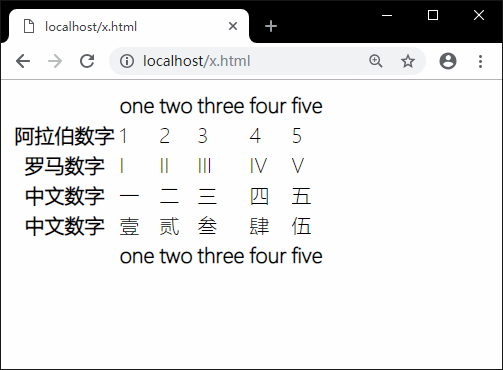 localhost/x.html
localhost/x.html
one two three four five
阿拉伯数字 1 2 3 4 5
罗马数字 I II III IV V
中文数字 一 二 三 四 五
中文数字 壹 贰 叁 肆 伍
one two three four five